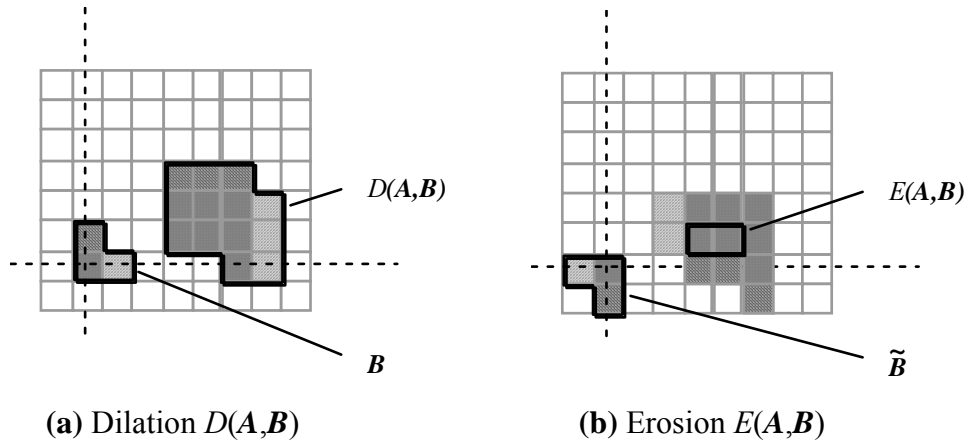 D(A,B)
E(A,B)
B
B̃
(a) Dilation D(A,B)
(b) Erosion E(A,B)